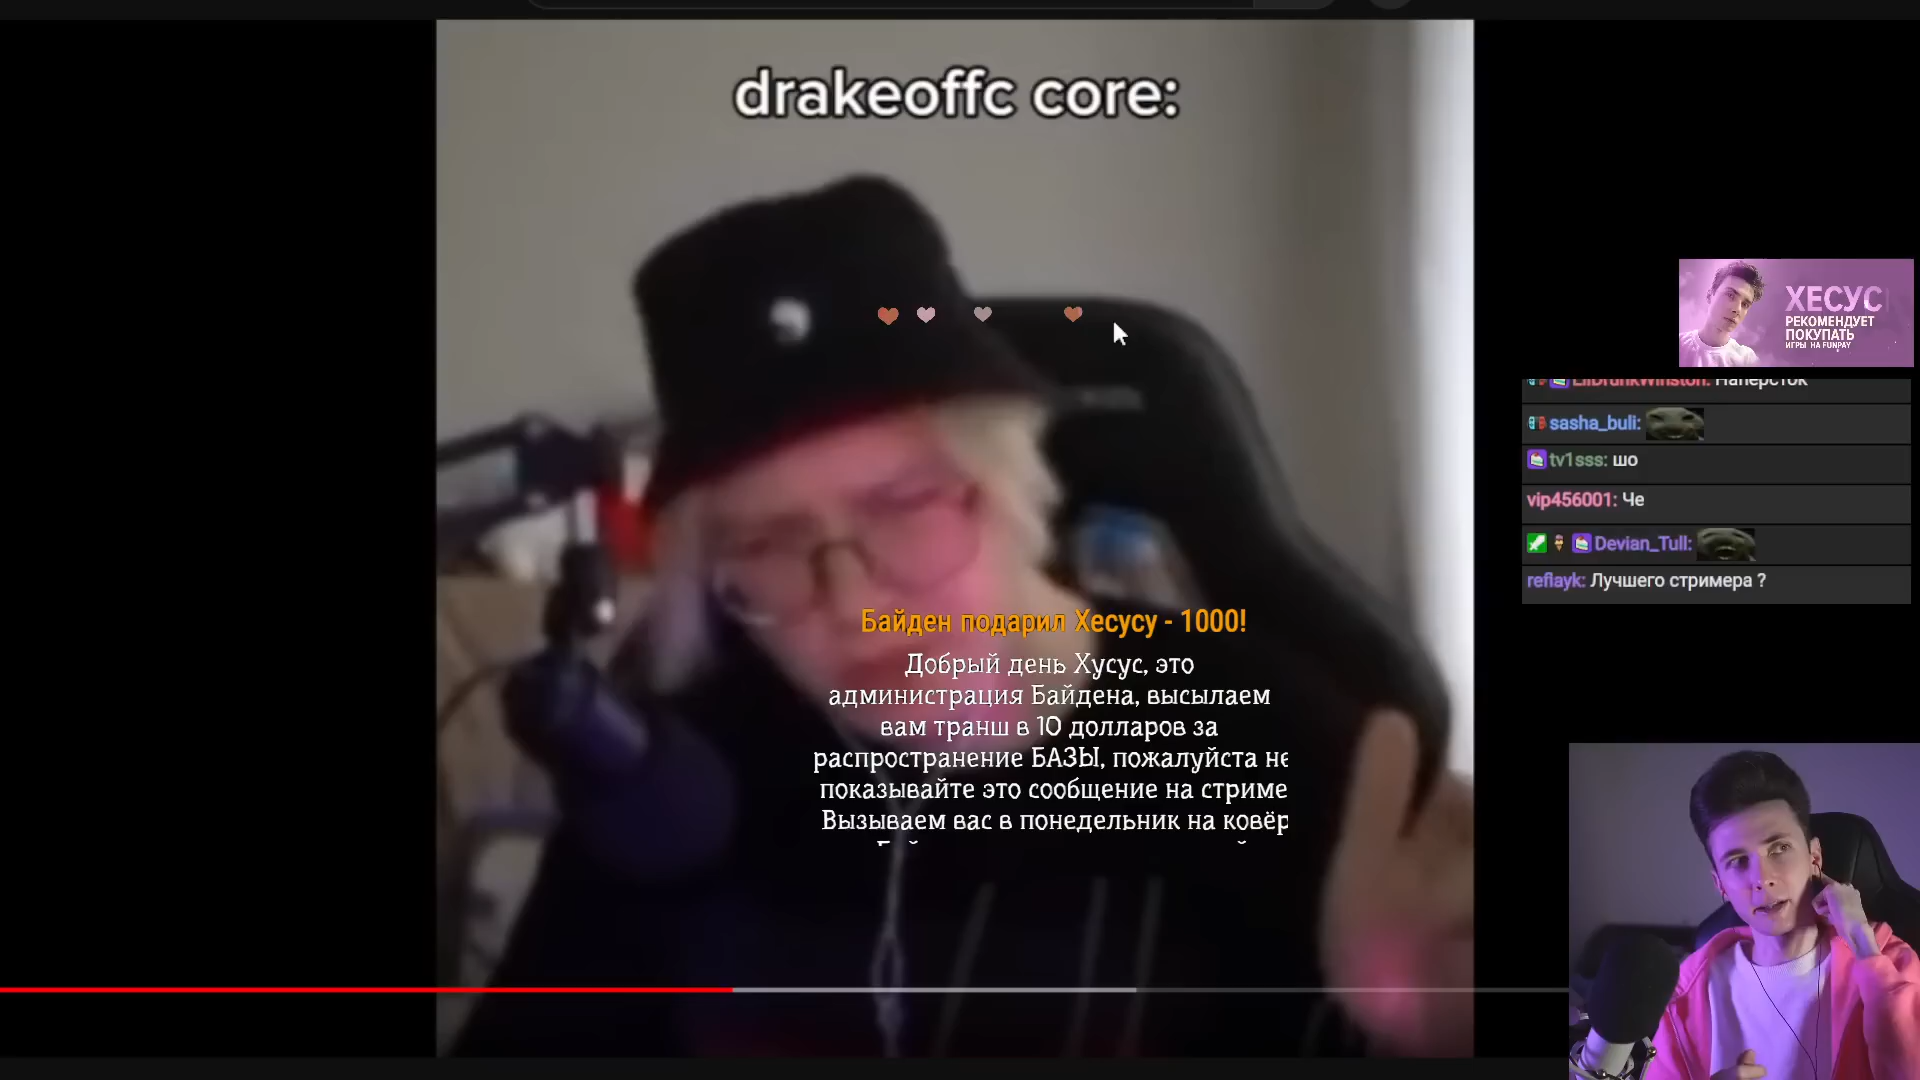 drakeoffc core:
ХЕСУС
РЕКОМЕНДУЕТ
ПОКУПАТЬ
ИГРЫ НА FUNPAY
LilDrunkWinston: Наперсток
sasha_buli:
tv1sss: шо
vip456001: Че
Devian_Tull:
reflayk: Лучшего стримера ?
Байден подарил Хесусу - 1000!
Добрый день Хусус, это
администрация Байдена, высылаем
вам транш в 10 долларов за
распространение БАЗЫ, пожалуйста не
показывайте это сообщение на стриме
Вызываем вас в понедельник на ковёр